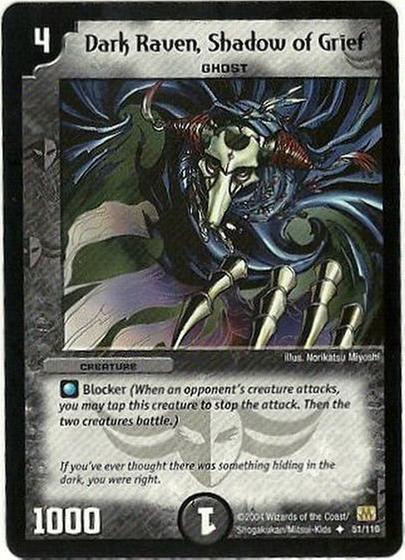 4 Dark Raven, Shadow of Grief
GHOST
illus. Norikatsu Miyoshi
CREATURE
Blocker (When an opponent's creature attacks,
you may tap this creature to stop the attack. Then the
two creatures battle.)
If you've ever thought there was something hiding in the
dark, you were right.
1000
1
©2004 Wizards of the Coast/
Shogakukan/Mitsui-Kids 51/110